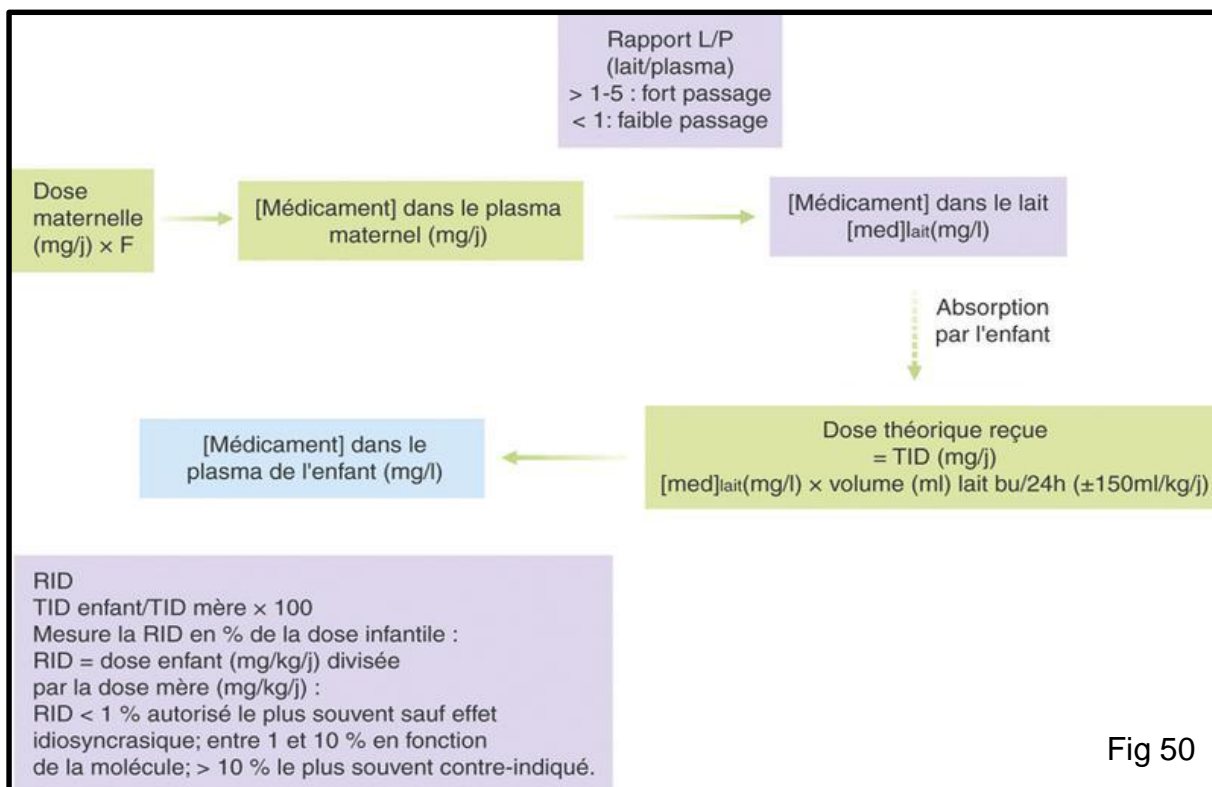 Rapport L/P
(lait/plasma)
> 1-5 : fort passage
< 1: faible passage
Dose
maternelle
(mg/j) × F
[Médicament] dans le plasma
maternel (mg/j)
[Médicament] dans le lait
[med]lait(mg/l)
Absorption
par l'enfant
Dose théorique reçue
= TID (mg/j)
[med]lait(mg/l) × volume (ml) lait bu/24h (±150ml/kg/j)
[Médicament] dans le
plasma de l'enfant (mg/l)
RID
TID enfant/TID mère × 100
Mesure la RID en % de la dose infantile :
RID = dose enfant (mg/kg/j) divisée
par la dose mère (mg/kg/j) :
RID < 1 % autorisé le plus souvent sauf effet
idiosyncrasique; entre 1 et 10 % en fonction
de la molécule; > 10 % le plus souvent contre-indiqué.
Fig 50